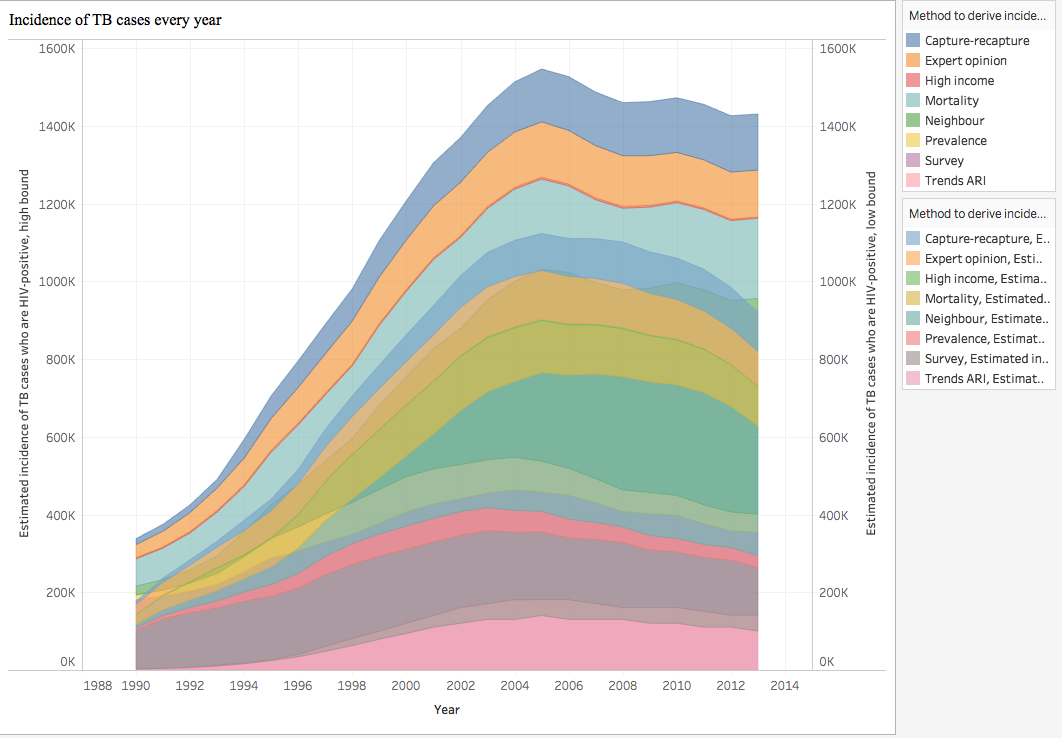 Incidence of TB cases every year
1600K
1400K
1200K
1000K
800K
600K
400K
200K
0K
Estimated incidence of TB cases who are HIV-positive, high bound
1600K
1400K
1200K
1000K
800K
600K
400K
200K
0K
Estimated incidence of TB cases who are HIV-positive, low bound
1988 1990 1992 1994 1996 1998 2000 2002 2004 2006 2008 2010 2012 2014
Year
Method to derive incide...
Capture-recapture
Expert opinion
High income
Mortality
Neighbour
Prevalence
Survey
Trends ARI
Method to derive incide...
Capture-recapture, E..
Expert opinion, Esti..
High income, Estima..
Mortality, Estimated..
Neighbour, Estimate..
Prevalence, Estimat..
Survey, Estimated in..
Trends ARI, Estimat..